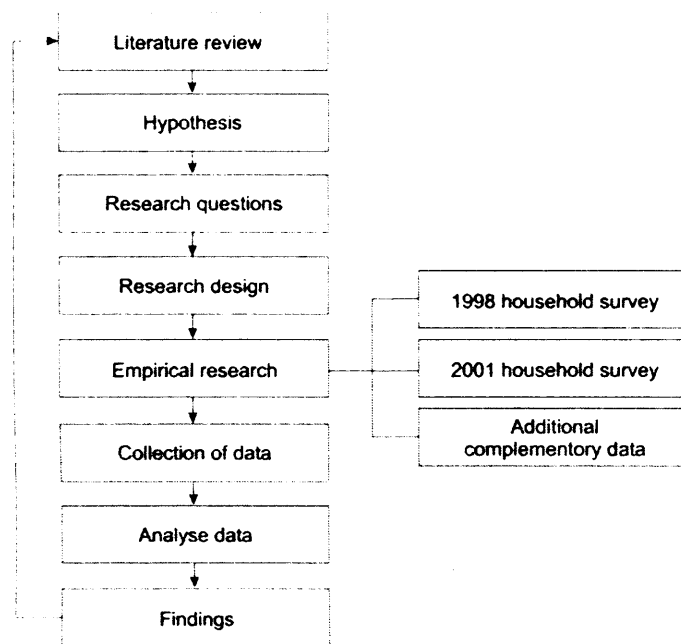 Literature review
Hypothesis
Research questions
Research design
Empirical research
Collection of data
Analyse data
Findings
1998 household survey
2001 household survey
Additional
complementory data